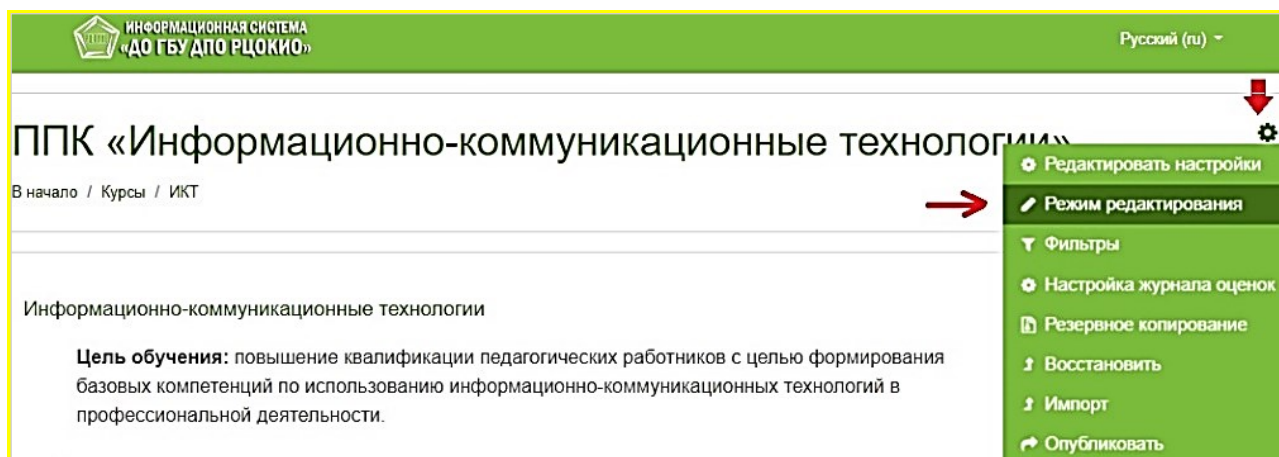 ИНФОРМАЦИОННАЯ СИСТЕМА
«ДО ГБУ ДПО РЦОКИО»
Русский (ru)
ППК «Информационно-коммуникационные технологии»
В начало / Курсы / ИКТ
Редактировать настройки
Режим редактирования
Фильтры
Настройка журнала оценок
Резервное копирование
Восстановить
Импорт
Опубликовать
Информационно-коммуникационные технологии
Цель обучения: повышение квалификации педагогических работников с целью формирования
базовых компетенций по использованию информационно-коммуникационных технологий в
профессиональной деятельности.